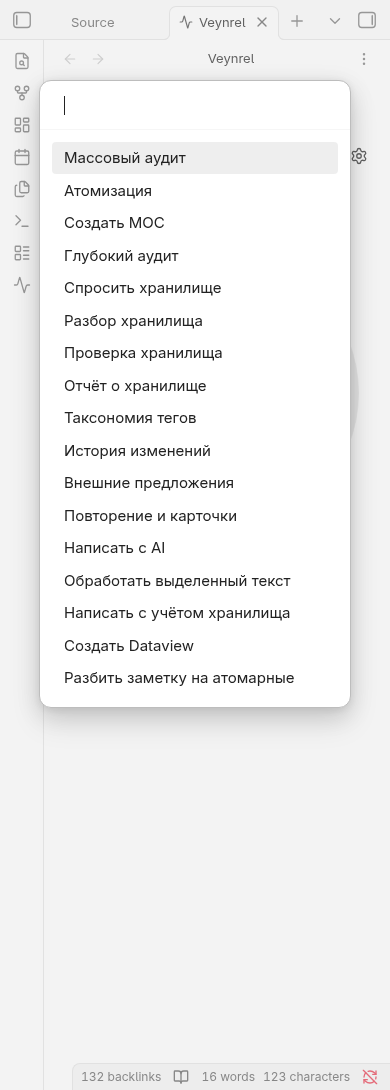 Source
Veynrel
Veynrel
Массовый аудит
Атомизация
Создать MOC
Глубокий аудит
Спросить хранилище
Разбор хранилища
Проверка хранилища
Отчёт о хранилище
Таксономия тегов
История изменений
Внешние предложения
Повторение и карточки
Написать с AI
Обработать выделенный текст
Написать с учётом хранилища
Создать Dataview
Разбить заметку на атомарные
132 backlinks 16 words 123 characters